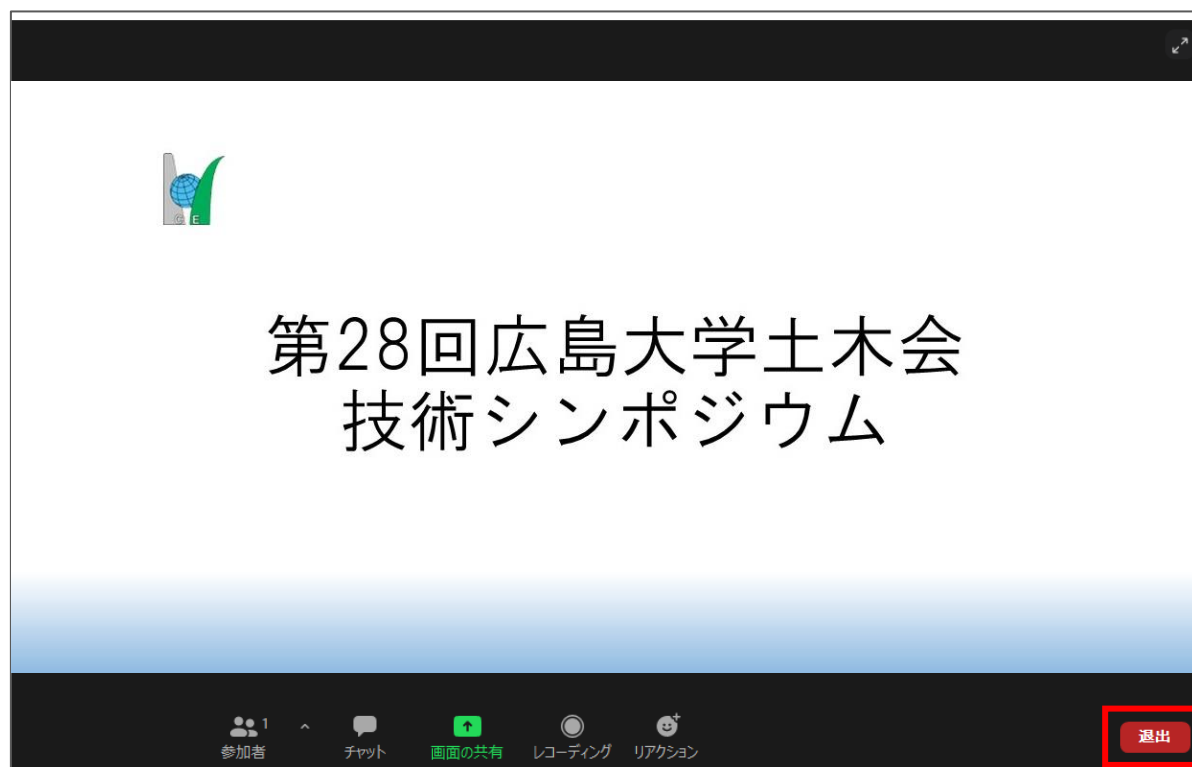 C E
第28回広島大学土木会
技術シンポジウム
1
参加者
チャット
画面の共有
レコーディング
リアクション
退出